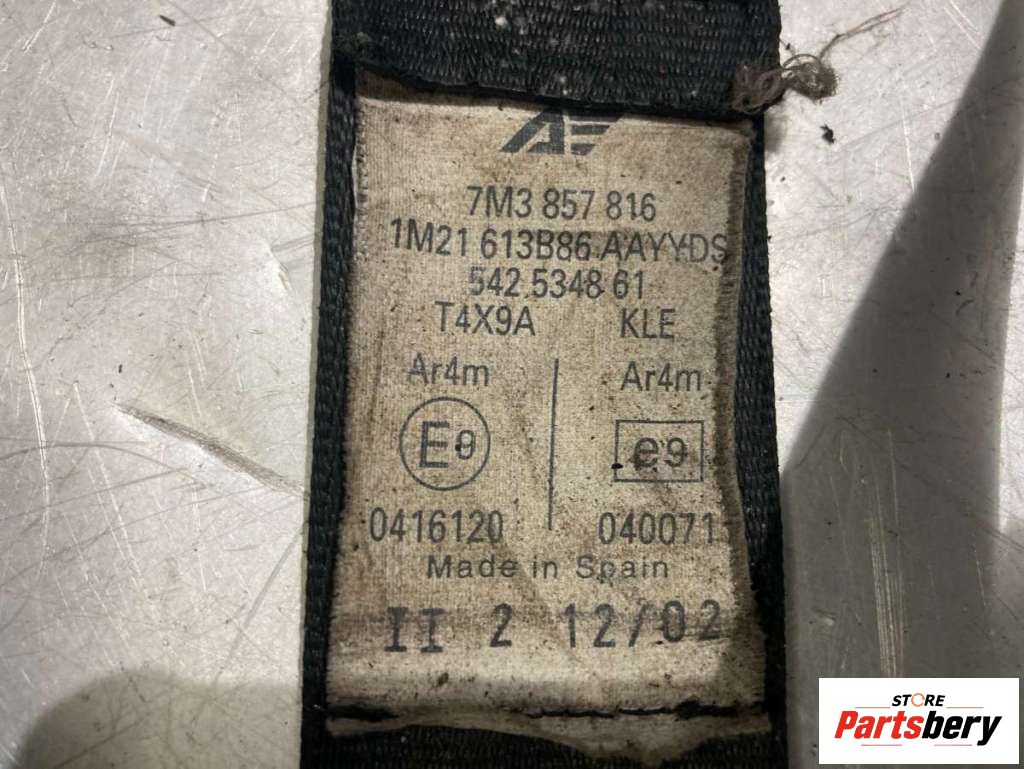 AE
7M3 857 816
1M21 613B86 AAYYDS
542 5348 61
T4X9A KLE
Ar4m Ar4m
E9 e9
0416120 040071
Made in Spain
II 2 12/02
STORE
Partsbery